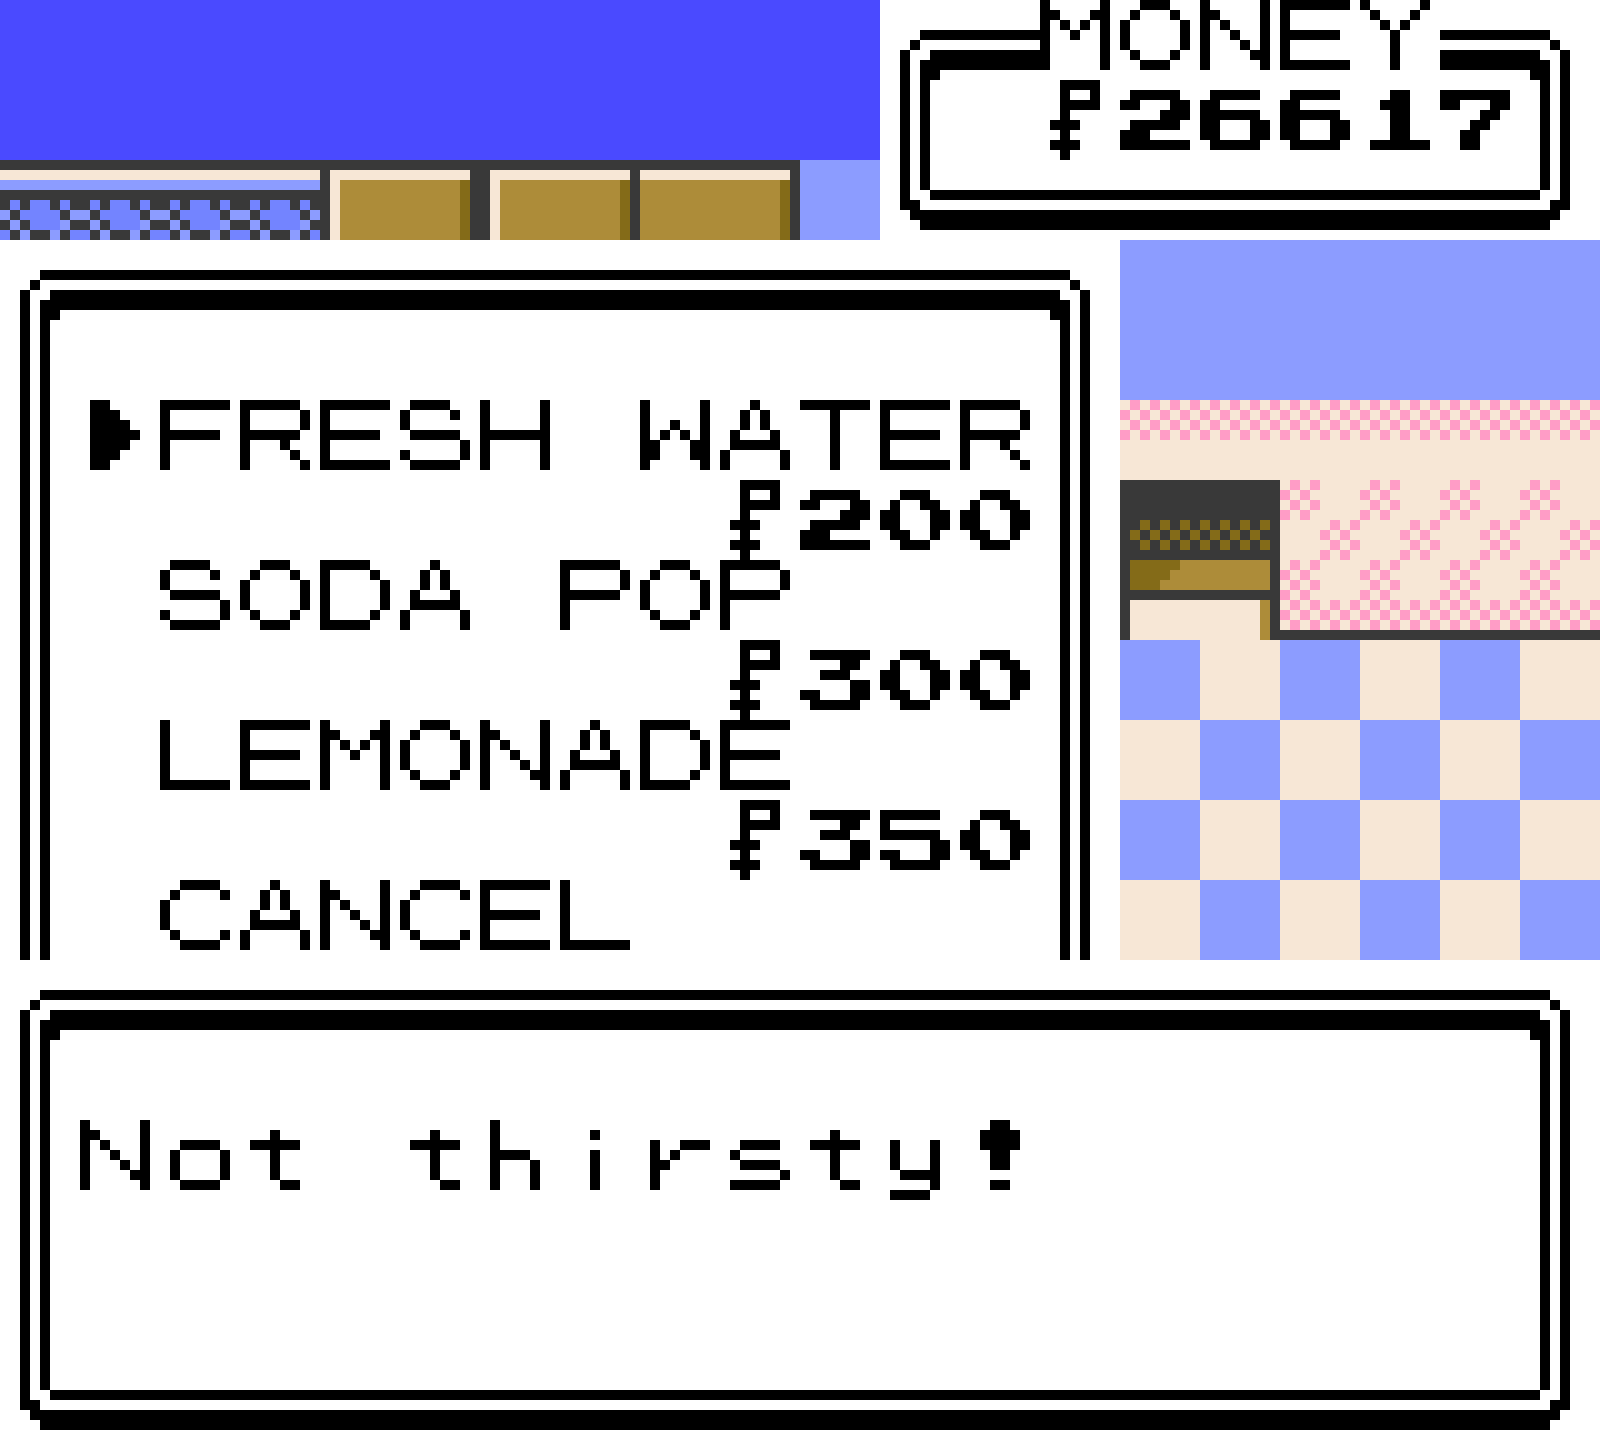 MONEY
₽26617
▶FRESH WATER
₽200
SODA POP
₽300
LEMONADE
₽350
CANCEL
Not thirsty!